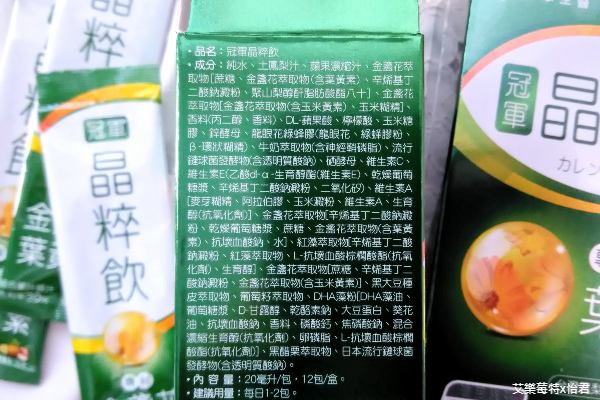 •品名：冠軍晶粹飲
•成分：純水、土鳳梨汁、蘋果濃縮汁、金盞花萃
取物[蔗糖、金盞花萃取物(含葉黃素)、辛烯基丁
二酸鈉澱粉、聚山梨醇酐脂肪酸酯八十]、金盞花
萃取物[金盞花萃取物(含玉米黃素)、玉米糊精]、
香料(丙二醇、香料)、DL-蘋果酸、檸檬酸、玉米糖
膠、鋅酵母、龍眼花綠蜂膠(龍眼花、綠蜂膠粉、
β-環狀糊精)、牛奶萃取物(含神經鞘磷脂)、流行
鏈球菌發酵物(含透明質酸鈉)、硒酵母、維生素C、
維生素E(乙酸d-α-生育醇酯(維生素E)、乾燥葡萄
糖漿、辛烯基丁二酸鈉澱粉、二氧化矽)、維生素A
[麥芽糊精、阿拉伯膠、玉米澱粉、維生素A、生育
醇(抗氧化劑)]、金盞花萃取物[辛烯基丁二酸鈉澱
粉、乾燥葡萄糖漿、蔗糖、金盞花萃取物(含葉黃
素)、抗壞血酸鈉、水]、紅藻萃取物[辛烯基丁二酸
鈉澱粉、紅藻萃取物、L-抗壞血酸棕櫚酸酯(抗氧
化劑)、生育醇]、金盞花萃取物[蔗糖、辛烯基丁二
酸鈉澱粉、金盞花萃取物(含玉米黃素)]、黑大豆種
皮萃取物、葡萄籽萃取物、DHA藻粉[DHA藻油、
葡萄糖漿、D-甘露醇、乾酪素鈉、大豆蛋白、葵花
油、抗壞血酸鈉、香料、磷酸鈣、焦磷酸鈉、混合
濃縮生育醇(抗氧化劑)、卵磷脂、L-抗壞血酸棕櫚
酸酯(抗氧化劑)]、黑醋栗萃取物、日本流行鏈球菌
發酵物(含透明質酸鈉)。
•內容量：20毫升/包，12包/盒。
•建議用量：每日1-2包。
冠軍
晶粹飲
金
葉
冠軍
晶
カレン
艾樂莓特x怡君